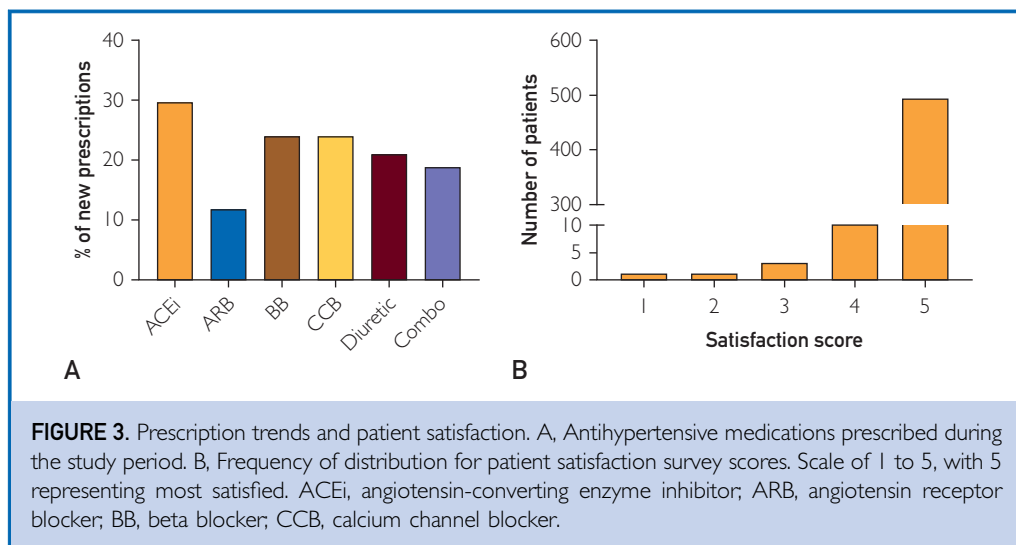 40
30
20
10
0
% of new prescriptions
ACEi
ARB
BB
CCB
Diuretic
Combo
A
600
500
400
300
10
5
0
Number of patients
1
2
3
4
5
Satisfaction score
B
FIGURE 3. Prescription trends and patient satisfaction. A, Antihypertensive medications prescribed during
the study period. B, Frequency of distribution for patient satisfaction survey scores. Scale of 1 to 5, with 5
representing most satisfied. ACEi, angiotensin-converting enzyme inhibitor; ARB, angiotensin receptor
blocker; BB, beta blocker; CCB, calcium channel blocker.